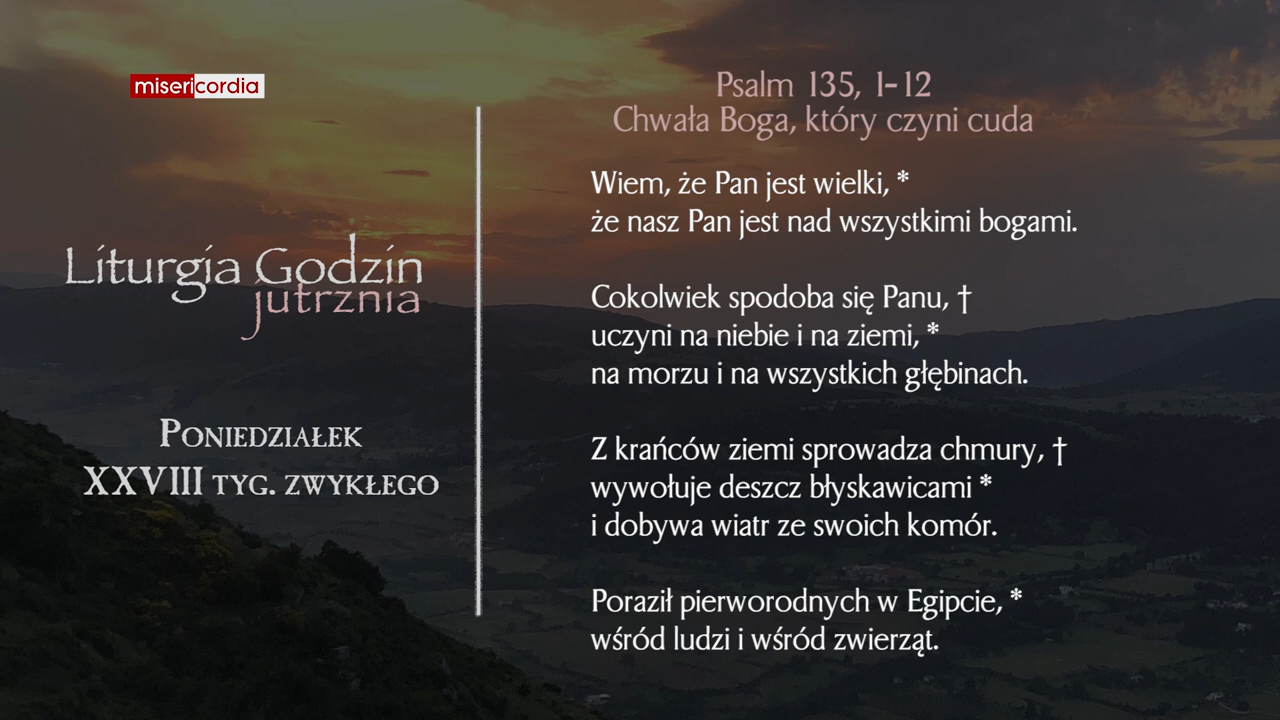 misericordia
Liturgia Godzin
jutrznia
Poniedziałek
XXVIII tyg. zwykłego
Psalm 135, 1-12
Chwała Boga, który czyni cuda
Wiem, że Pan jest wielki, *
że nasz Pan jest nad wszystkimi bogami.
Cokolwiek spodoba się Panu, †
uczyni na niebie i na ziemi, *
na morzu i na wszystkich głębinach.
Z krańców ziemi sprowadza chmury, †
wywołuje deszcz błyskawicami *
i dobywa wiatr ze swoich komór.
Poraził pierworodnych w Egipcie, *
wśród ludzi i wśród zwierząt.